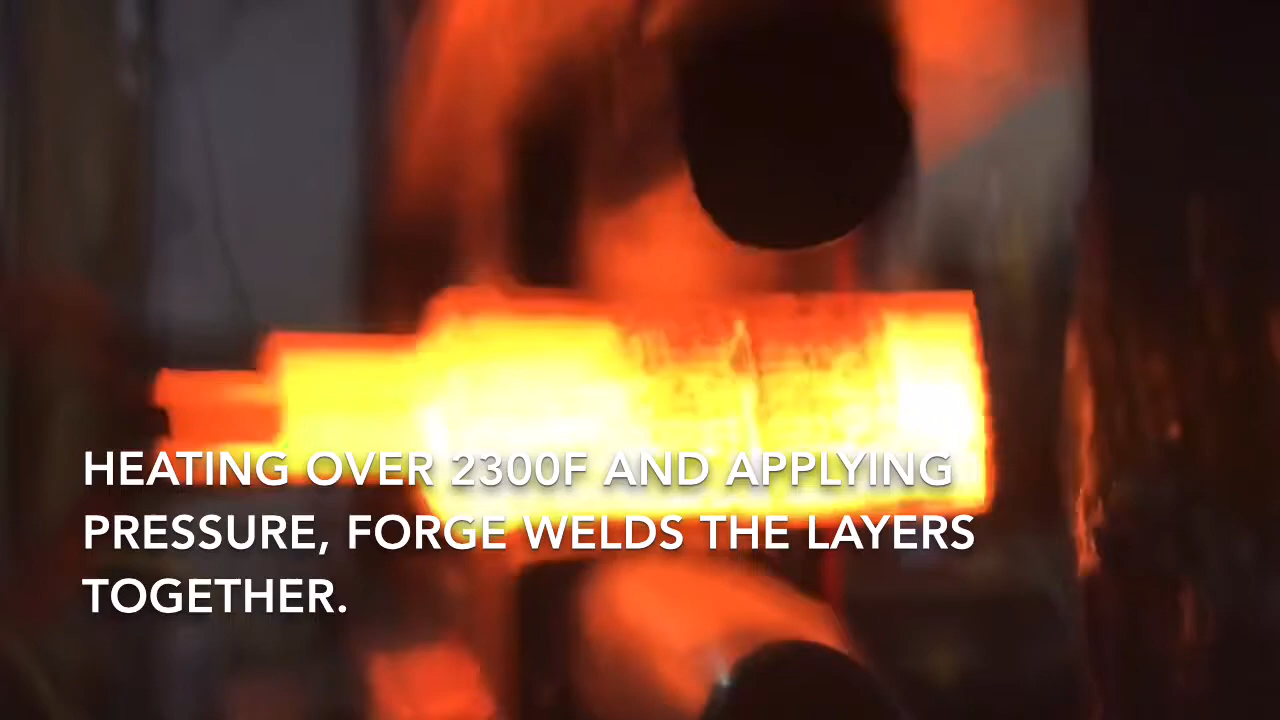 HEATING OVER 2300F AND APPLYING
PRESSURE, FORGE WELDS THE LAYERS
TOGETHER.